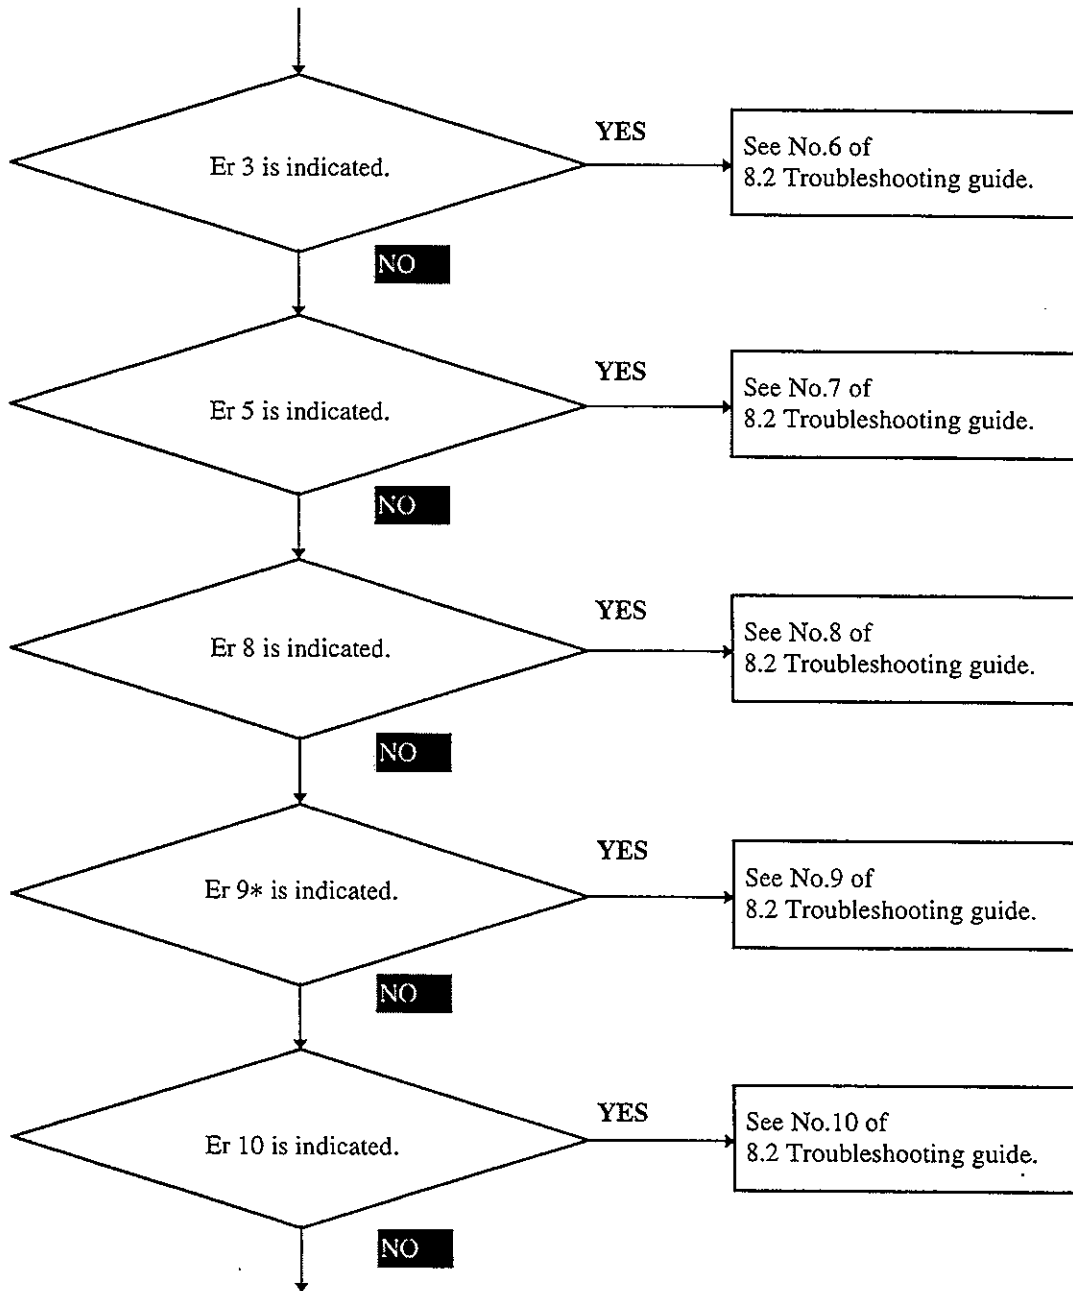 YES
Er 3 is indicated.
See No.6 of
8.2 Troubleshooting guide.
NO
YES
Er 5 is indicated.
See No.7 of
8.2 Troubleshooting guide.
NO
YES
Er 8 is indicated.
See No.8 of
8.2 Troubleshooting guide.
NO
YES
Er 9* is indicated.
See No.9 of
8.2 Troubleshooting guide.
NO
YES
Er 10 is indicated.
See No.10 of
8.2 Troubleshooting guide.
NO